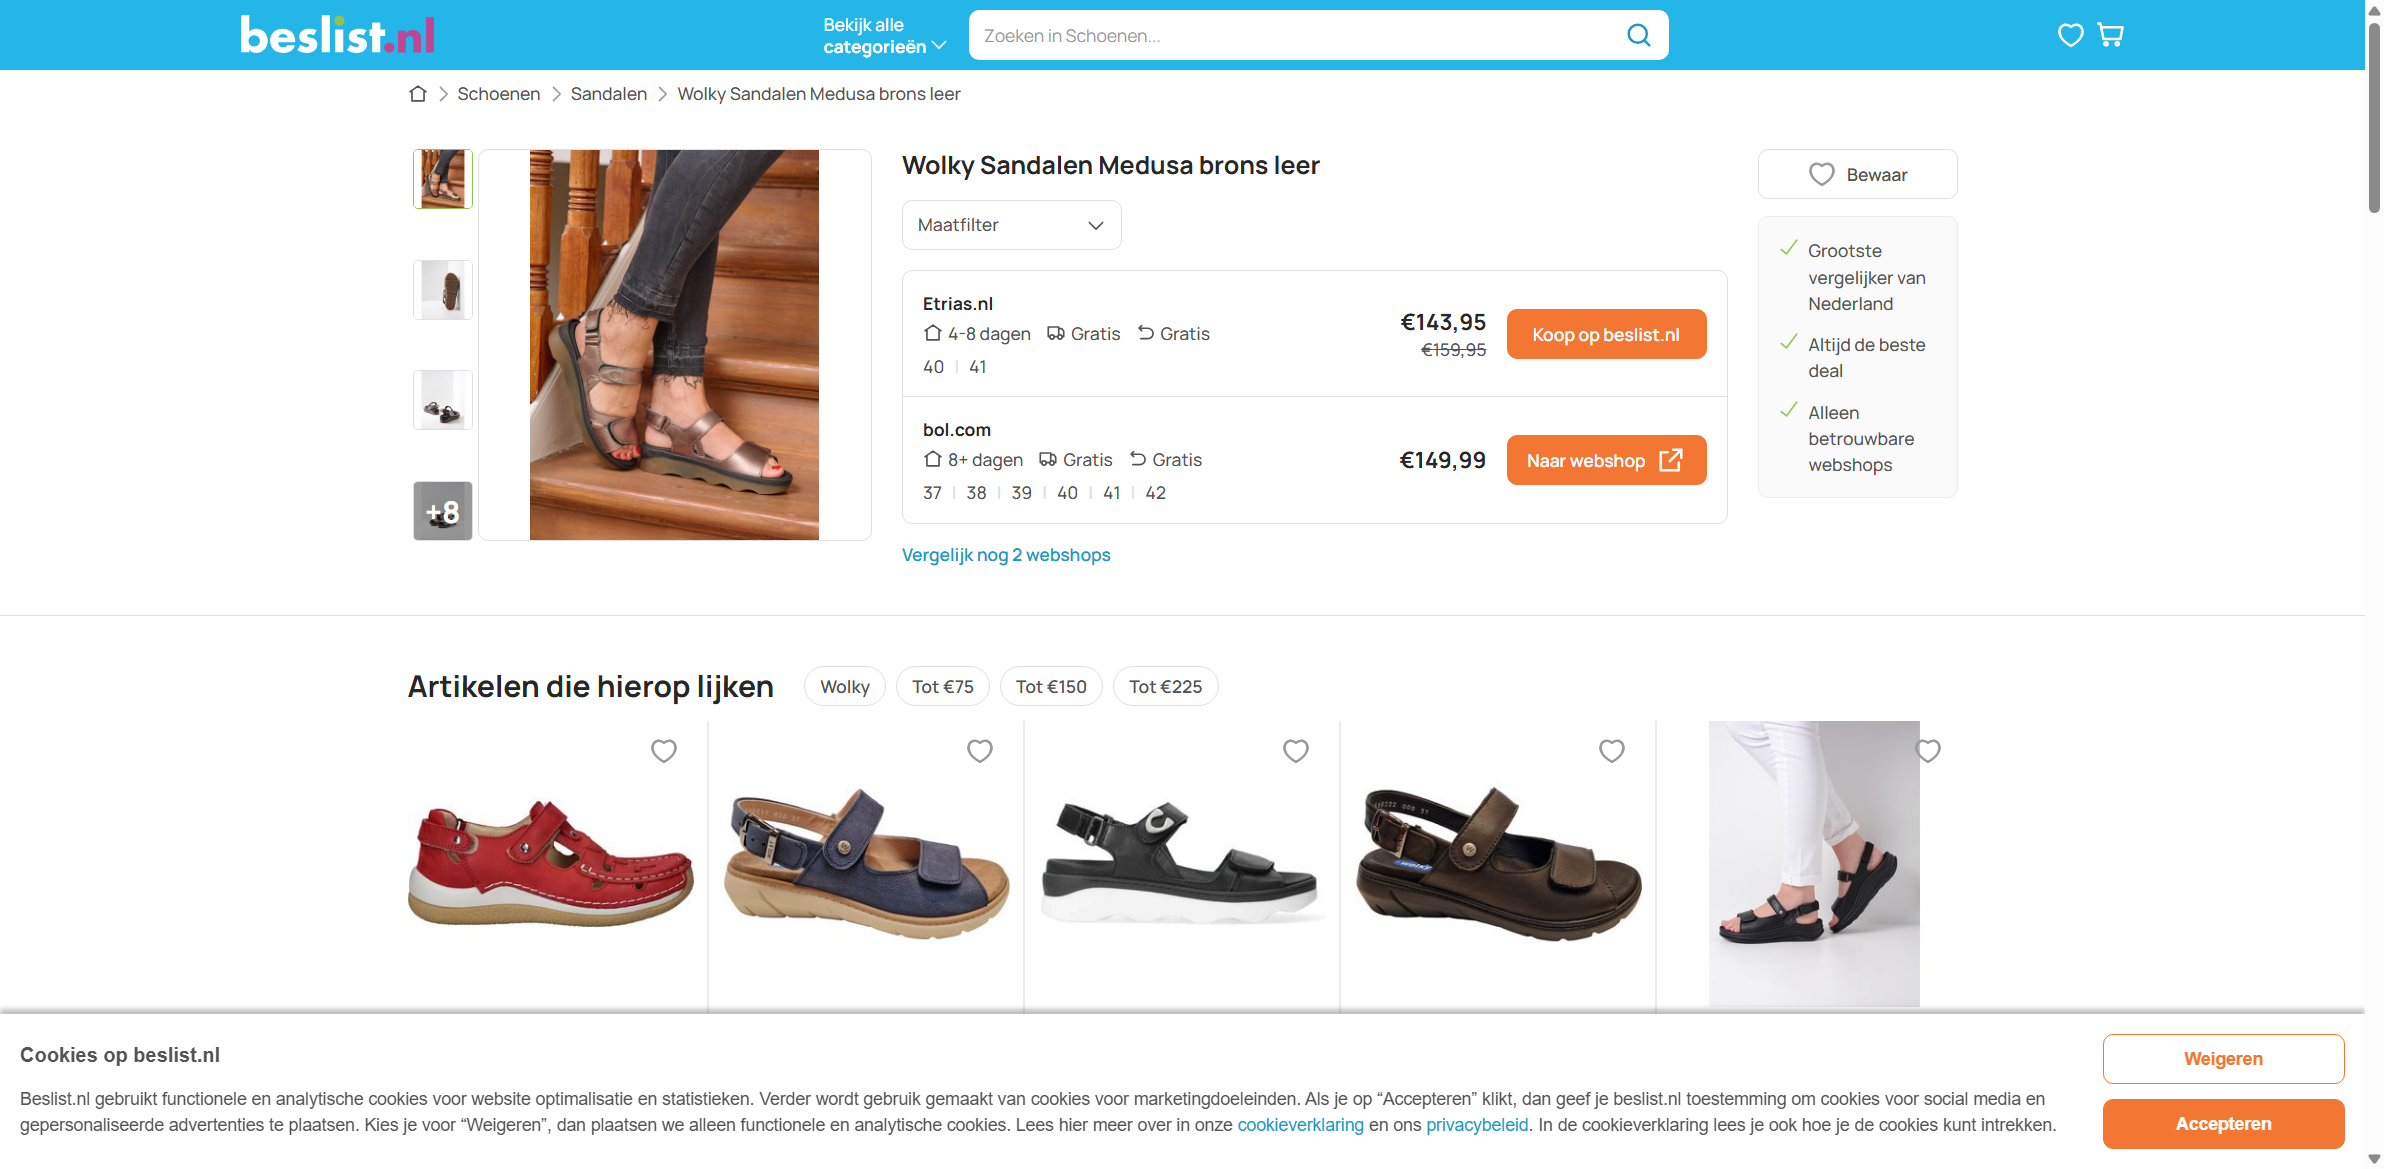 beslist.nl
Bekijk alle
categorieën
Zoeken in Schoenen...
Schoenen
Sandalen
Wolky Sandalen Medusa brons leer
+8
Wolky Sandalen Medusa brons leer
Maatfilter
Etrias.nl
4-8 dagen Gratis Gratis
40 41
€143,95
€159,95
Koop op beslist.nl
bol.com
8+ dagen Gratis Gratis
37 38 39 40 41 42
€149,99
Naar webshop
Vergelijk nog 2 webshops
Bewaar
Grootste
vergelijker van
Nederland
Altijd de beste
deal
Alleen
betrouwbare
webshops
Artikelen die hierop lijken
Wolky
Tot €75
Tot €150
Tot €225
Cookies op beslist.nl
Beslist.nl gebruikt functionele en analytische cookies voor website optimalisatie en statistieken. Verder wordt gebruik gemaakt van cookies voor marketingdoeleinden. Als je op “Accepteren” klikt, dan geef je beslist.nl toestemming om cookies voor social media en
gepersonaliseerde advertenties te plaatsen. Kies je voor “Weigeren”, dan plaatsen we alleen functionele en analytische cookies. Lees hier meer over in onze cookieverklaring en ons privacybeleid. In de cookieverklaring lees je ook hoe je de cookies kunt intrekken.
Weigeren
Accepteren